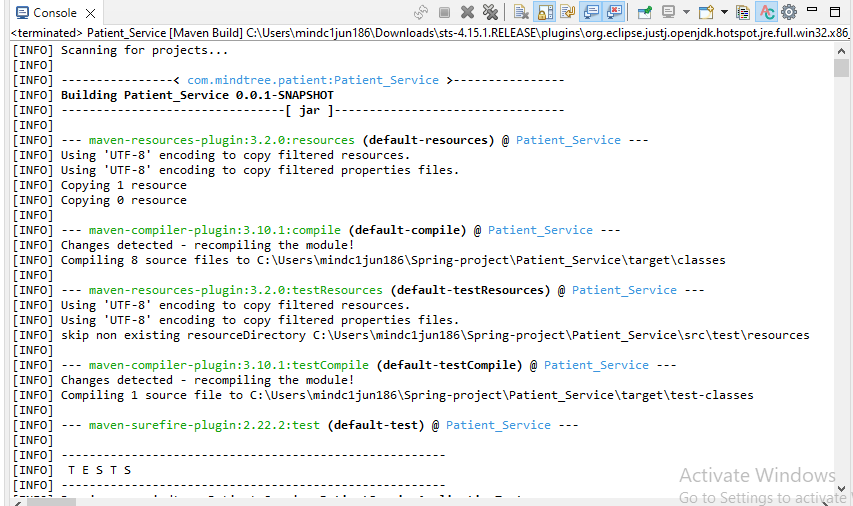 Console
<terminated> Patient_Service [Maven Build] C:\Users\mindc1jun186\Downloads\sts-4.15.1.RELEASE\plugins\org.eclipse.justj.openjdk.hotspot.jre.full.win32.x86_
[INFO] Scanning for projects...
[INFO]
[INFO] ----------------< com.mindtree.patient:Patient_Service >----------------
[INFO] Building Patient_Service 0.0.1-SNAPSHOT
[INFO] --------------------------------[ jar ]---------------------------------
[INFO]
[INFO] --- maven-resources-plugin:3.2.0:resources (default-resources) @ Patient_Service ---
[INFO] Using 'UTF-8' encoding to copy filtered resources.
[INFO] Using 'UTF-8' encoding to copy filtered properties files.
[INFO] Copying 1 resource
[INFO] Copying 0 resource
[INFO]
[INFO] --- maven-compiler-plugin:3.10.1:compile (default-compile) @ Patient_Service ---
[INFO] Changes detected - recompiling the module!
[INFO] Compiling 8 source files to C:\Users\mindc1jun186\Spring-project\Patient_Service\target\classes
[INFO]
[INFO] --- maven-resources-plugin:3.2.0:testResources (default-testResources) @ Patient_Service ---
[INFO] Using 'UTF-8' encoding to copy filtered resources.
[INFO] Using 'UTF-8' encoding to copy filtered properties files.
[INFO] skip non existing resourceDirectory C:\Users\mindc1jun186\Spring-project\Patient_Service\src\test\resources
[INFO]
[INFO] --- maven-compiler-plugin:3.10.1:testCompile (default-testCompile) @ Patient_Service ---
[INFO] Changes detected - recompiling the module!
[INFO] Compiling 1 source file to C:\Users\mindc1jun186\Spring-project\Patient_Service\target\test-classes
[INFO]
[INFO] --- maven-surefire-plugin:2.22.2:test (default-test) @ Patient_Service ---
[INFO]
[INFO] -------------------------------------------------------
[INFO]  T E S T S
[INFO] -------------------------------------------------------
Activate Windows
Go to Settings to activate